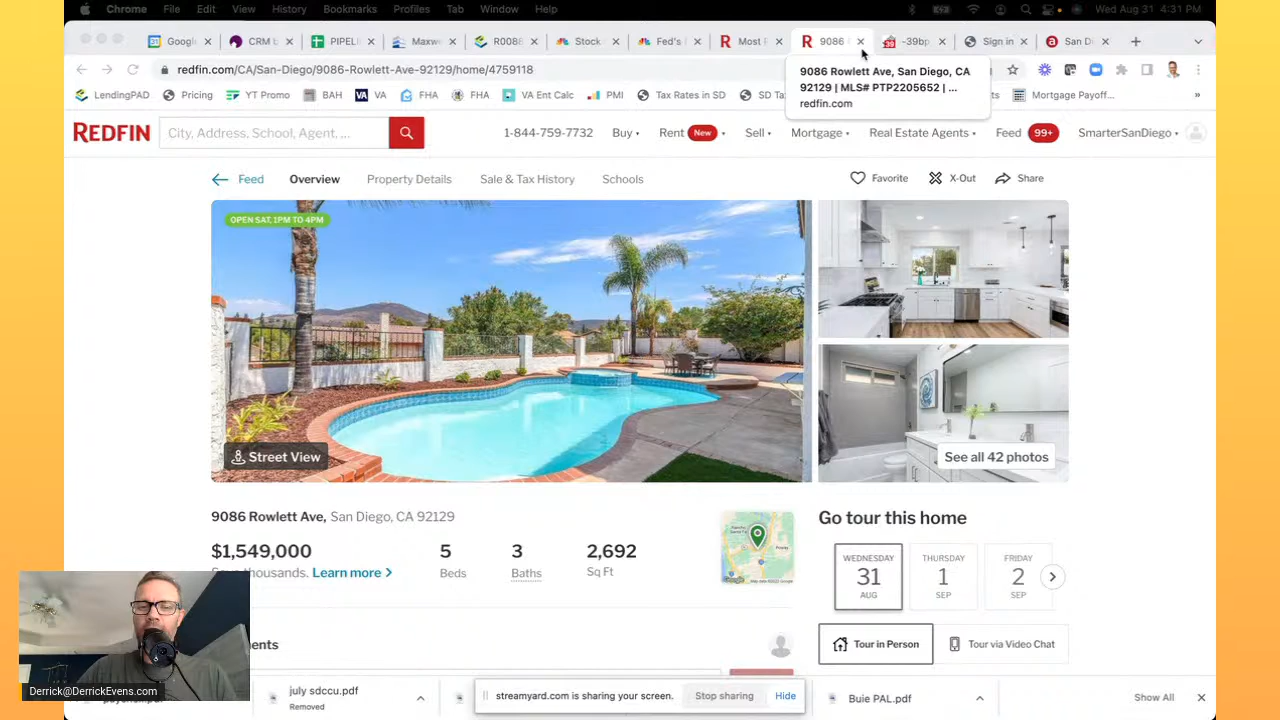 Chrome File Edit View History Bookmarks Profiles Tab Window Help Wed Aug 31 4:31 PM
Google CRM b PIPELI Maxwe R0088 Stock Fed's Most F 9086 -39bp Sign in San Di
redfin.com/CA/San-Diego/9086-Rowlett-Ave-92129/home/4759118
9086 Rowlett Ave, San Diego, CA
92129 | MLS# PTP2205652 | ...
redfin.com
LendingPAD Pricing YT Promo BAH VA FHA FHA VA Ent Calc PMI Tax Rates in SD SD Ta Mortgage Payoff... »
REDFIN City, Address, School, Agent, ... 1-844-759-7732 Buy Rent New Sell Mortgage Real Estate Agents Feed 99+ SmarterSanDiego
Feed Overview Property Details Sale & Tax History Schools Favorite X-Out Share
OPEN SAT, 1PM TO 4PM
Street View
See all 42 photos
9086 Rowlett Ave, San Diego, CA 92129
$1,549,000 5 3 2,692
thousands. Learn more > Beds Baths Sq Ft
Go tour this home
WEDNESDAY THURSDAY FRIDAY
31 1 2
AUG SEP SEP
Tour in Person Tour via Video Chat
ents
Derrick@DerrickEvens.com
july sdccu.pdf
Removed
streamyard.com is sharing your screen. Stop sharing Hide
Buie PAL.pdf
Show All